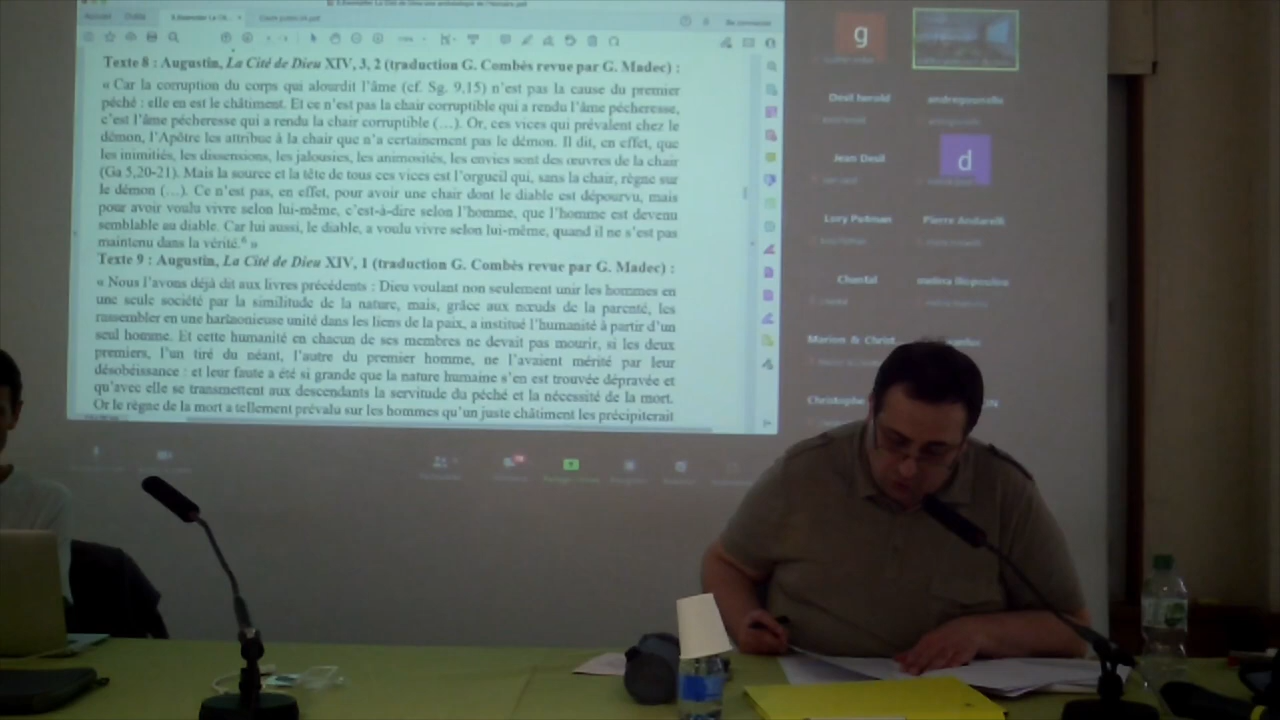 Texte 8 : Augustin, La Cité de Dieu XIV, 3, 2 (traduction G. Combés revue par G. Madec) :
« Car la corruption du corps qui alourdit l'âme (cf. Sg. 9,15) n'est pas la cause du premier
péché : elle en est le châtiment. Et ce n'est pas la chair corruptible qui a rendu l'âme pécheresse,
c'est l'âme pécheresse qui a rendu la chair corruptible (…). Or, ces vices qui prévalent chez le
démon, l'Apôtre les attribue à la chair que n'a certainement pas le démon. Il dit, en effet, que
les inimitiés, les dissensions, les jalousies, les animosités, les envies sont des œuvres de la chair
(Ga 5,20-21). Mais la source et la tête de tous ces vices est l'orgueil qui, sans la chair, règne sur
le démon (…). Ce n'est pas, en effet, pour avoir une chair dont le diable est dépourvu, mais
pour avoir voulu vivre selon lui-même, c'est-à-dire selon l'homme, que l'homme est devenu
semblable au diable. Car lui aussi, le diable, a voulu vivre selon lui-même, quand il ne s'est pas
maintenu dans la vérité.⁶ »
Texte 9 : Augustin, La Cité de Dieu XIV, 1 (traduction G. Combés revue par G. Madec) :
« Nous l'avons déjà dit aux livres précédents : Dieu voulant non seulement unir les hommes en
une seule société par la similitude de la nature, mais, grâce aux nœuds de la parenté, les
rassembler en une harmonieuse unité dans les liens de la paix, a institué l'humanité à partir d'un
seul homme. Et cette humanité en chacun de ses membres ne devait pas mourir, si les deux
premiers, l'un tiré du néant, l'autre du premier homme, ne l'avaient mérité par leur
désobéissance : et leur faute a été si grande que la nature humaine s'en est trouvée dépravée et
qu'avec elle se transmettent aux descendants la servitude du péché et la nécessité de la mort.
Or le règne de la mort a tellement prévalu sur les hommes qu'un juste châtiment les précipiterait
g
d
Jean Deuil
Chantal
Marion & Christ...
Christophe